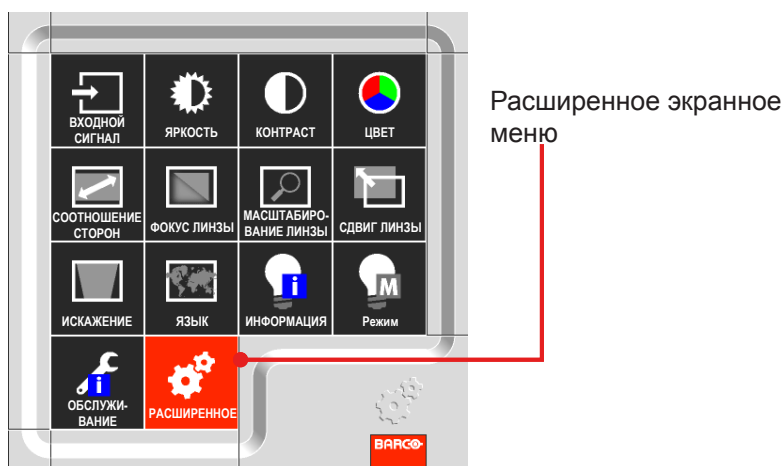 ВХОДНОЙ
СИГНАЛ
ЯРКОСТЬ
КОНТРАСТ
ЦВЕТ
Расширенное экранное
меню
СООТНОШЕНИЕ
СТОРОН
ФОКУС ЛИНЗЫ
МАСШТАБИРО-
ВАНИЕ ЛИНЗЫ
СДВИГ ЛИНЗЫ
ИСКАЖЕНИЕ
ЯЗЫК
i
ИНФОРМАЦИЯ
M
Режим
i
ОБСЛУЖИ-
ВАНИЕ
РАСШИРЕННОЕ
BARCO